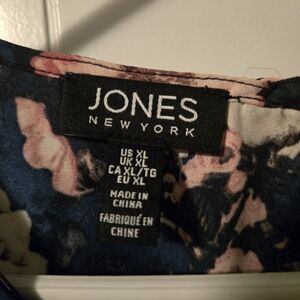 JONES
NEW YORK
US XL
UK XL
CA XL/TG
EU XL
MADE IN
CHINA
FABRIQUÉ EN
CHINE